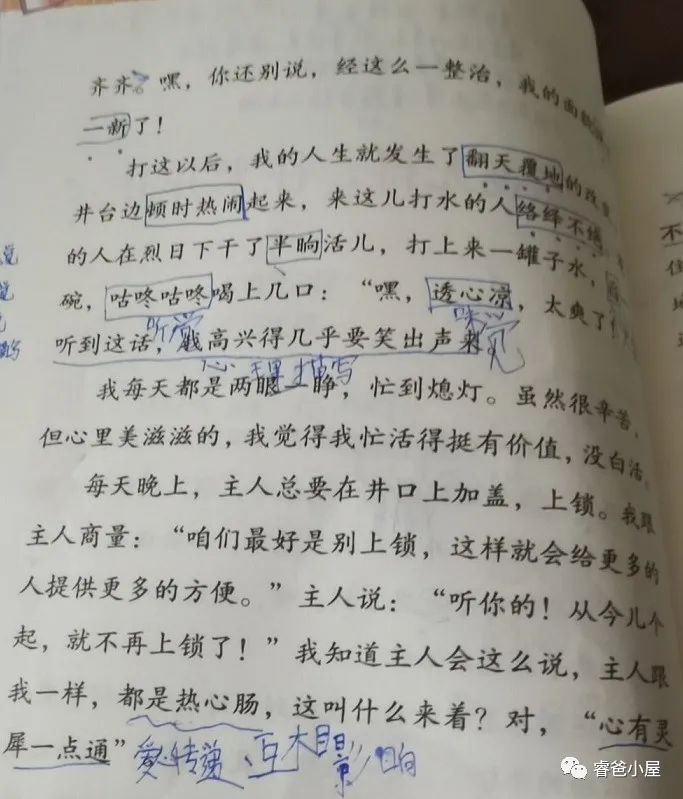 齐齐。嘿，你还别说，经这么一整治，我的面貌
一新了！
打这以后，我的人生就发生了翻天覆地的改变
井台边顿时热闹起来，来这儿打水的人络绎不绝
的人在烈日下干了半晌活儿，打上来一罐子水，
碗，咕咚咕咚喝上几口：“嘿，透心凉，太爽了
听觉 味觉
听到这话，我高兴得几乎要笑出声来
心理描写
我每天都是两眼一睁，忙到熄灯。虽然很辛苦，
但心里美滋滋的，我觉得我忙活得挺有价值，没白活。
每天晚上，主人总要在井口上加盖，上锁。我跟
主人商量：“咱们最好是别上锁，这样就会给更多的
人提供更多的方便。”主人说：“听你的！从今儿个
起，就不再上锁了！”我知道主人会这么说，主人跟
我一样，都是热心肠，这叫什么来着？对，“心有灵
犀一点通”
爱传递、互相影响
睿爸小屋